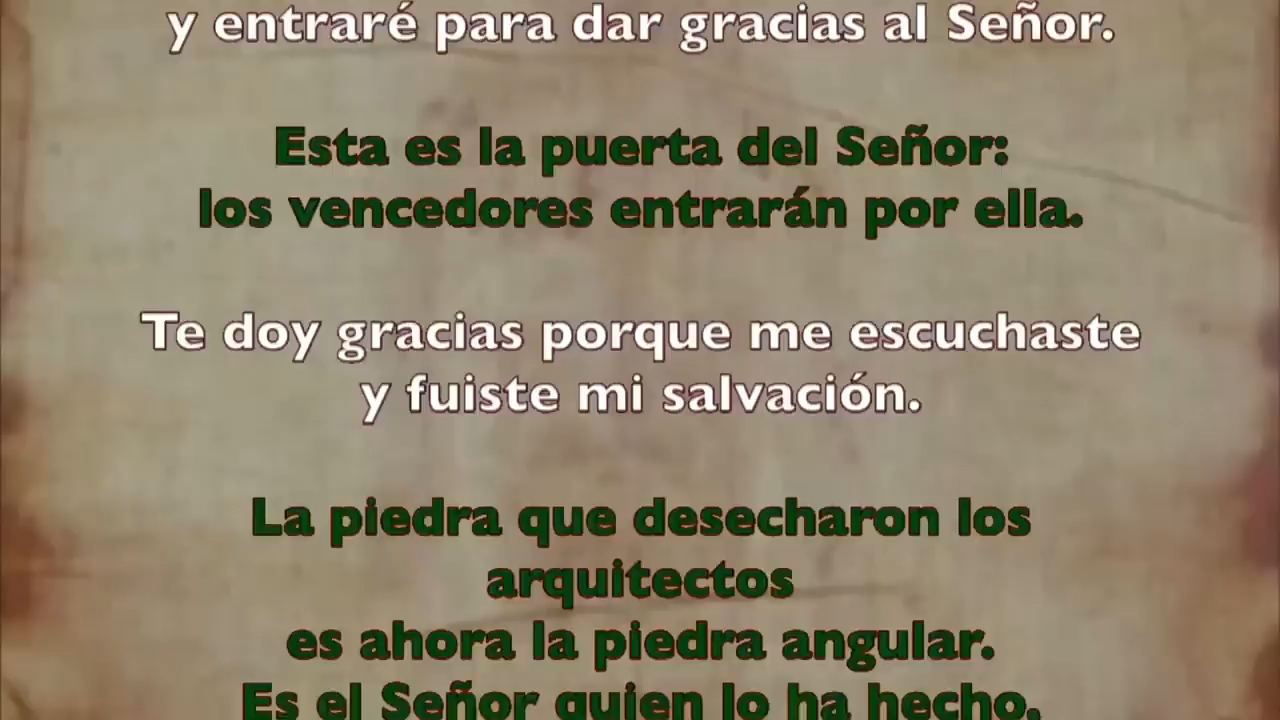 y entraré para dar gracias al Señor.
Esta es la puerta del Señor:
los vencedores entrarán por ella.
Te doy gracias porque me escuchaste
y fuiste mi salvación.
La piedra que desecharon los
arquitectos
es ahora la piedra angular.
Es el Señor quien lo ha hecho,